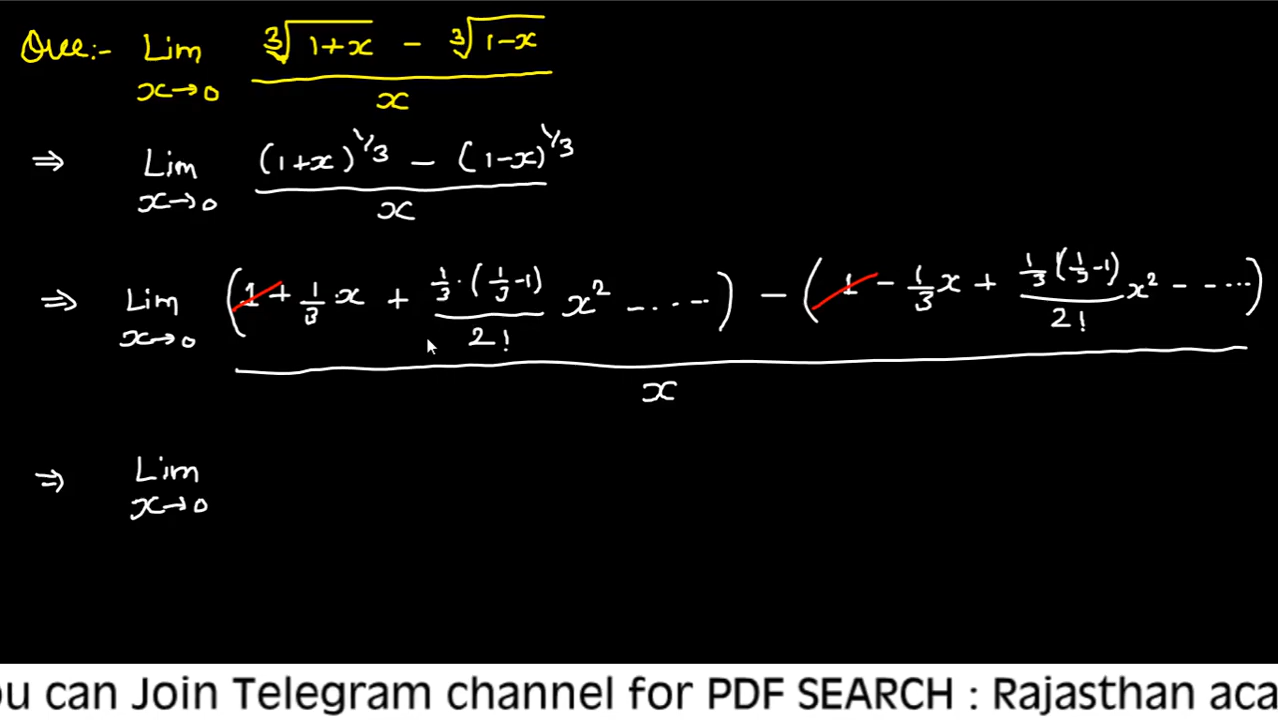 Que:- Lim x→0 (∛(1+x) - ∛(1-x))/x
⇒ Lim x→0 ((1+x)^1/3 - (1-x)^1/3)/x
⇒ Lim x→0 ((1 + 1/3 x + (1/3·(1/3-1))/2! x² -....--) - (1 - 1/3 x + (1/3(1/3-1))/2! x² - - ---...))/x
⇒ Lim x→0
ou can Join Telegram channel for PDF SEARCH : Rajasthan aca